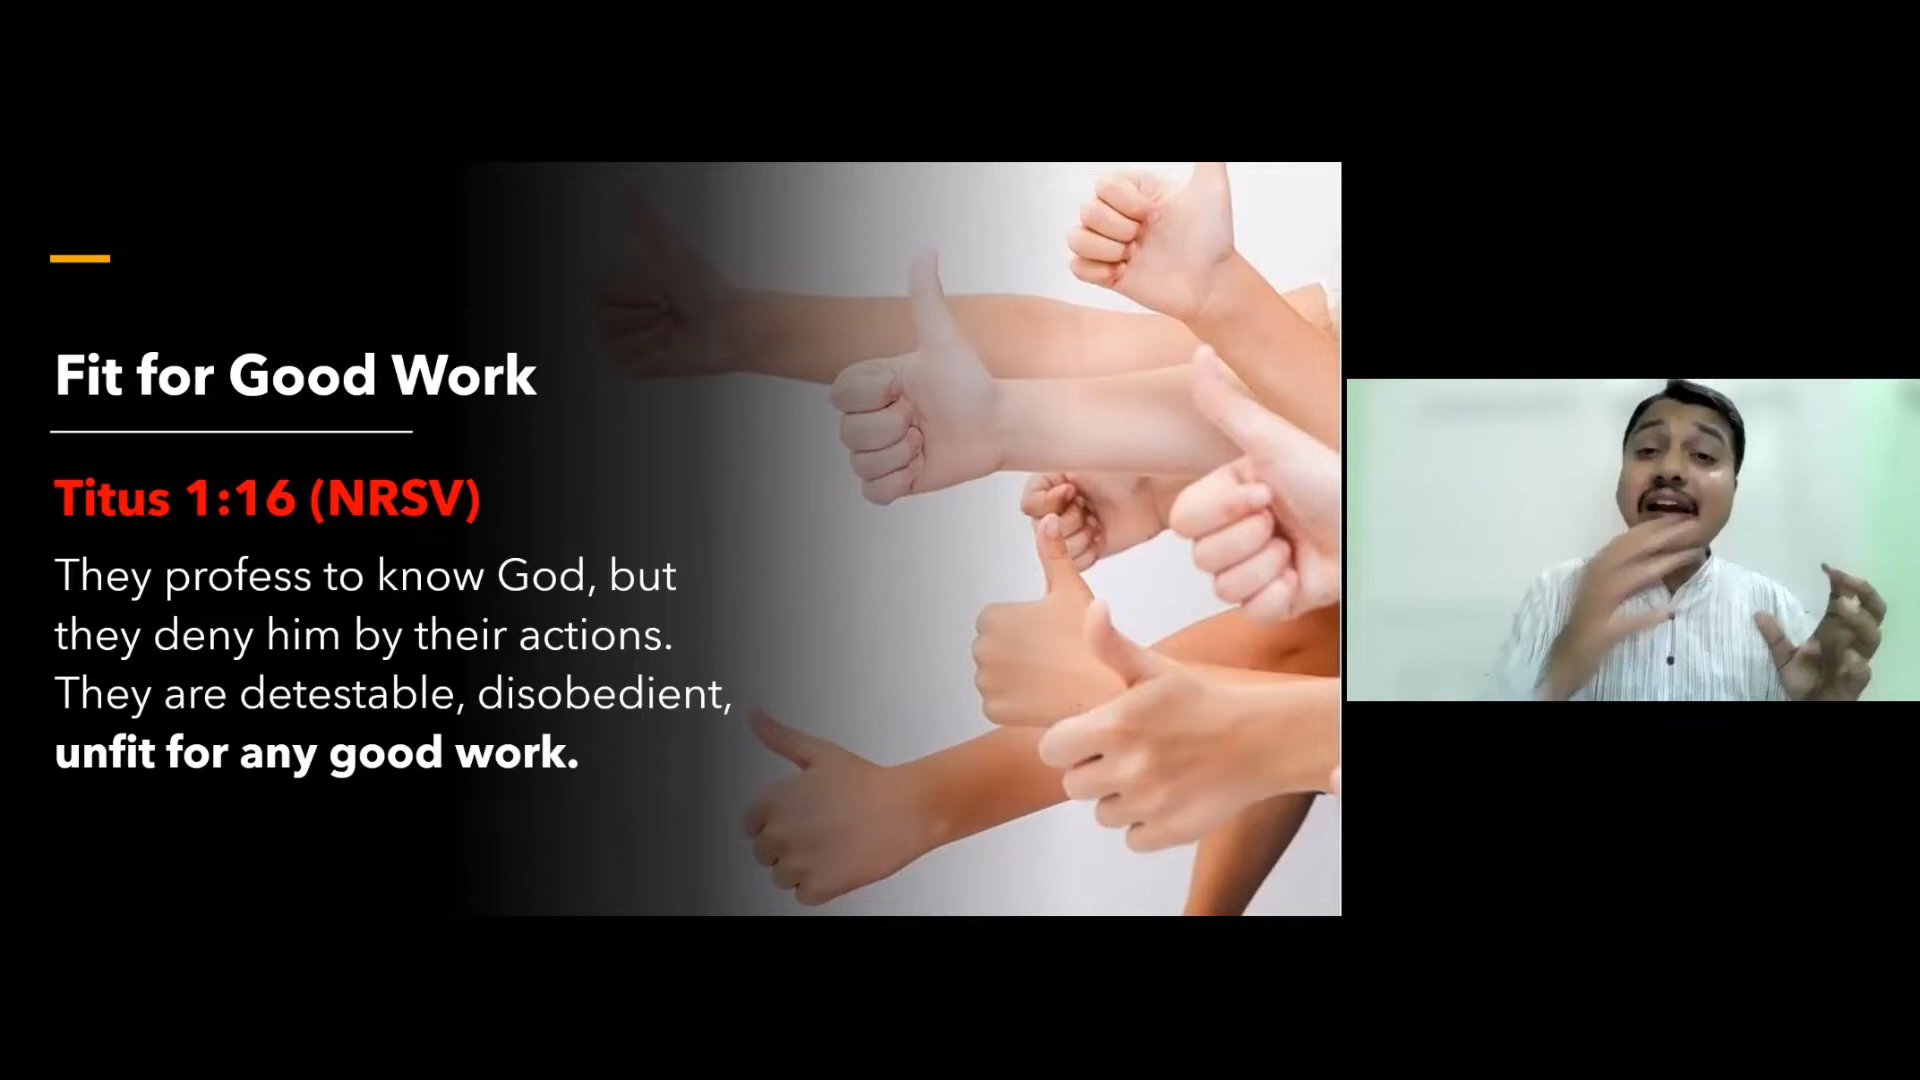 Fit for Good Work
Titus 1:16 (NRSV)
They profess to know God, but
they deny him by their actions.
They are detestable, disobedient,
unfit for any good work.